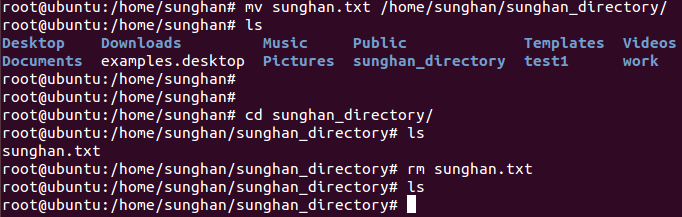 root@ubuntu:/home/sunghan# mv sunghan.txt /home/sunghan/sunghan_directory/
root@ubuntu:/home/sunghan# ls
Desktop    Downloads         Music     Public             Templates  Videos
Documents  examples.desktop  Pictures  sunghan_directory  test1      work
root@ubuntu:/home/sunghan#
root@ubuntu:/home/sunghan#
root@ubuntu:/home/sunghan# cd sunghan_directory/
root@ubuntu:/home/sunghan/sunghan_directory# ls
sunghan.txt
root@ubuntu:/home/sunghan/sunghan_directory# rm sunghan.txt
root@ubuntu:/home/sunghan/sunghan_directory# ls
root@ubuntu:/home/sunghan/sunghan_directory#